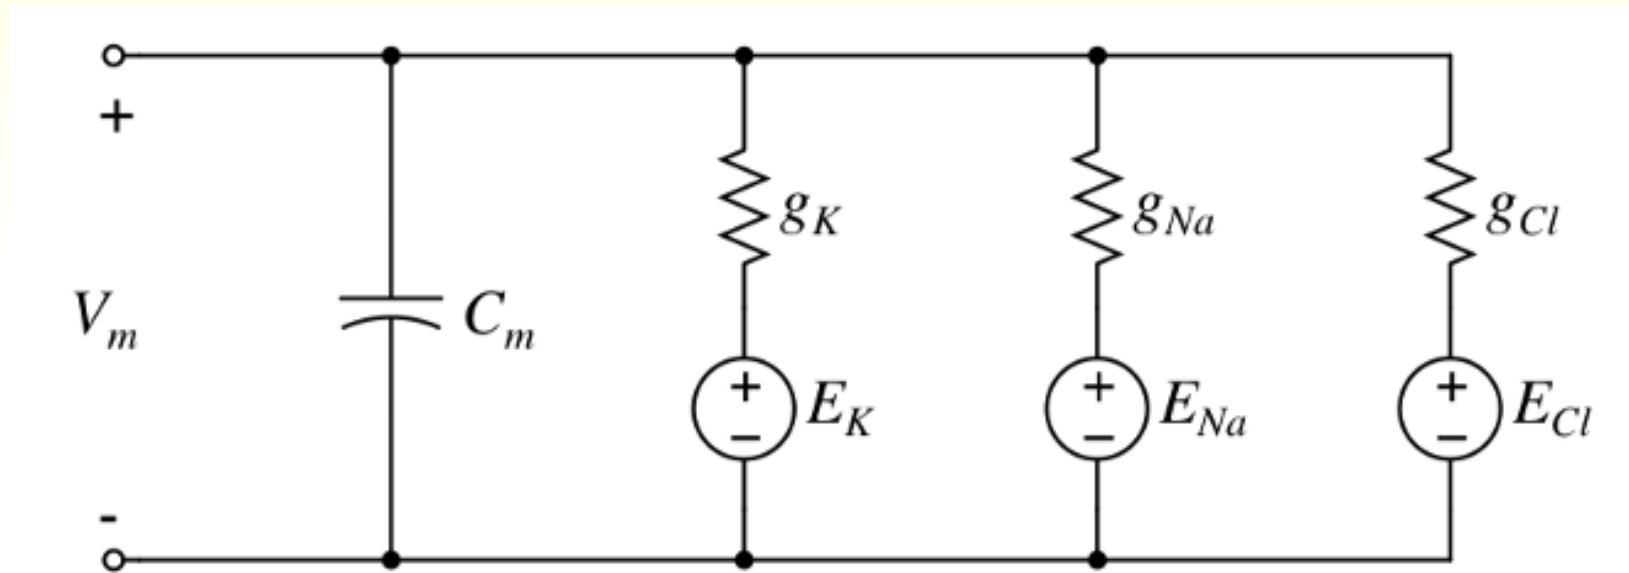 +
g_K
g_Na
g_Cl
V_m
C_m
+
E_K
+
E_Na
+
E_Cl
−
−
−
-